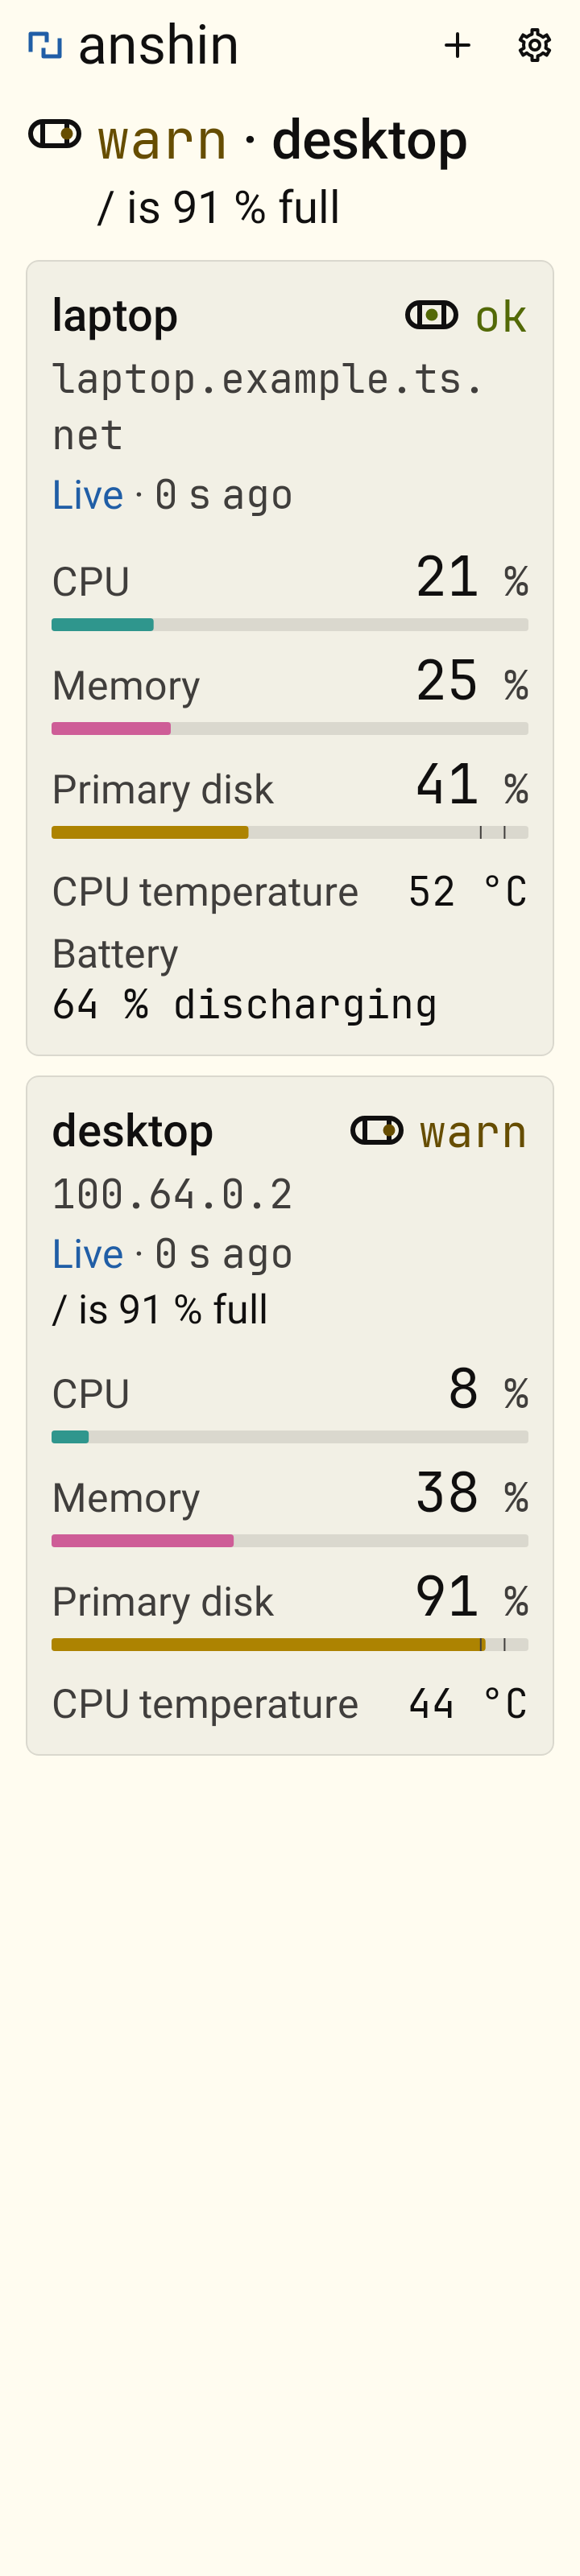 anshin
warn · desktop
/ is 91 % full
laptop
ok
laptop.example.ts.
net
Live · 0 s ago
CPU 21 %
Memory 25 %
Primary disk 41 %
CPU temperature 52 °C
Battery
64 % discharging
desktop
warn
100.64.0.2
Live · 0 s ago
/ is 91 % full
CPU 8 %
Memory 38 %
Primary disk 91 %
CPU temperature 44 °C